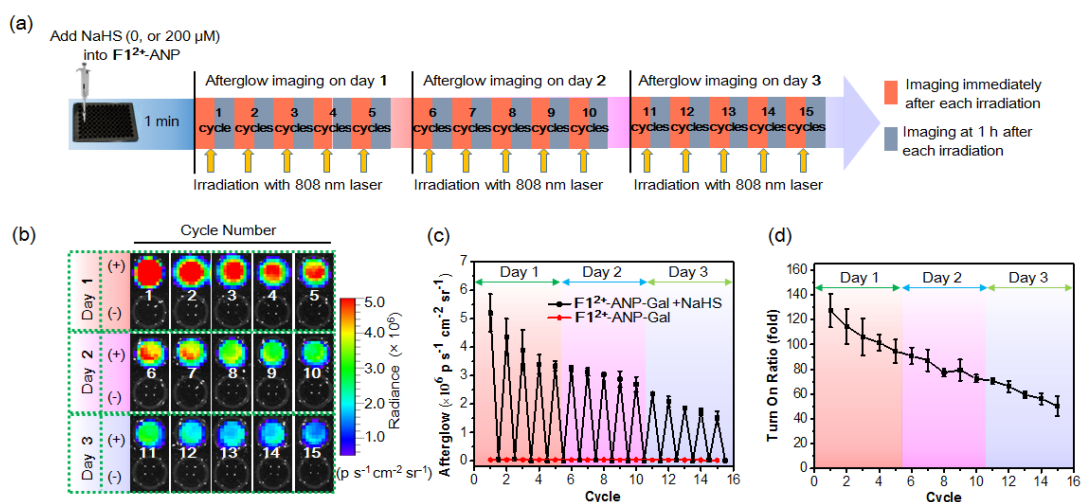 (a)
Add NaHS (0, or 200 μM)
into F1²⁺-ANP
1 min
Afterglow imaging on day 1
Afterglow imaging on day 2
Afterglow imaging on day 3
1 2 3 4 5
cycle cycles cycles cycles cycles
6 7 8 9 10
cycles cycles cycles cycles cycles
11 12 13 14 15
cycles cycles cycles cycles cycles
Irradiation with 808 nm laser
Irradiation with 808 nm laser
Irradiation with 808 nm laser
Imaging immediately
after each irradiation
Imaging at 1 h after
each irradiation
(b)
Cycle Number
Day 1
(+)
(-)
1 2 3 4 5
Day 2
(+)
(-)
6 7 8 9 10
Day 3
(+)
(-)
11 12 13 14 15
5.0
4.0
3.0
2.0
1.0
Radiance (× 10⁶)
(p s⁻¹cm⁻² sr⁻¹)
(c)
Day 1 Day 2 Day 3
F1²⁺-ANP-Gal +NaHS
F1²⁺-ANP-Gal
Afterglow (×10⁶ p s⁻¹ cm⁻² sr⁻¹)
7
6
5
4
3
2
1
0
0 2 4 6 8 10 12 14 16
Cycle
(d)
Day 1 Day 2 Day 3
Turn On Ratio (fold)
160
140
120
100
80
60
40
20
0
0 2 4 6 8 10 12 14 16
Cycle